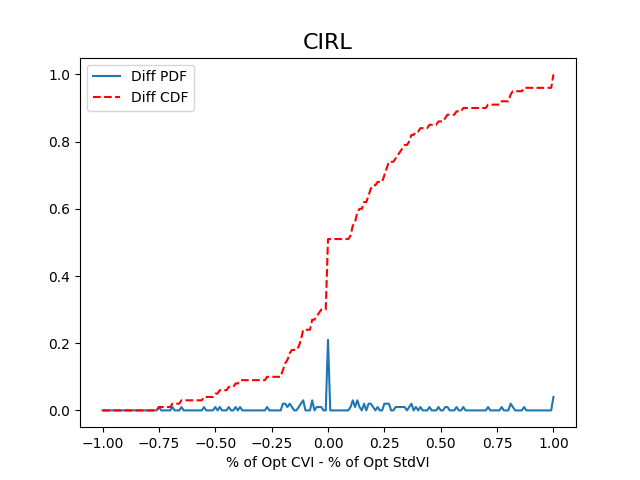 CIRL
Diff PDF
Diff CDF
1.0
0.8
0.6
0.4
0.2
0.0
−1.00 −0.75 −0.50 −0.25 0.00 0.25 0.50 0.75 1.00
% of Opt CVI - % of Opt StdVI